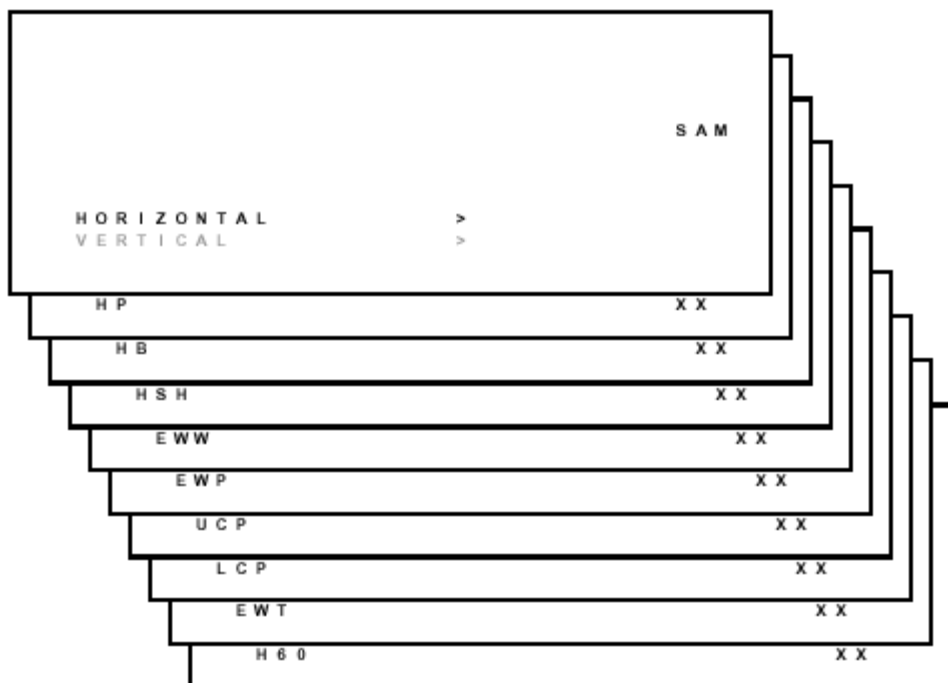 SAM
HORIZONTAL >
VERTICAL >
HP XX
HB XX
HSH XX
EWW XX
EWP XX
UCP XX
LCP XX
EWT XX
H60 XX